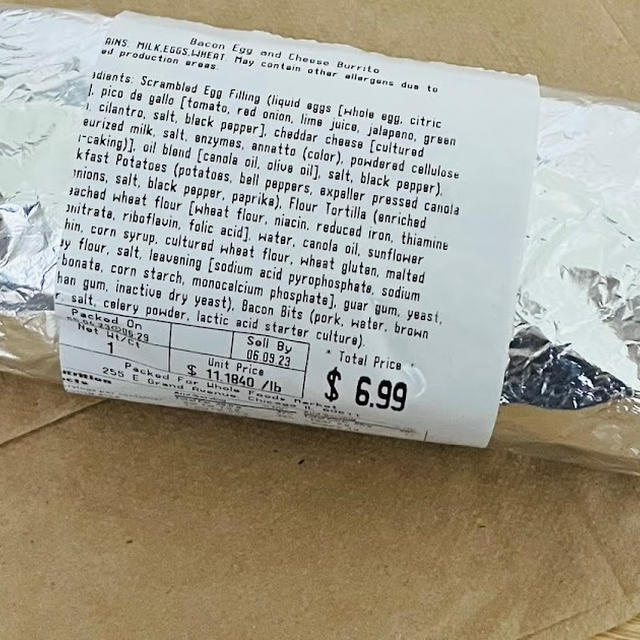 Bacon Egg and Cheese Burrito
AINS: MILK,EGGS,WHEAT May contain other allergens due to
ed production areas.
dients: Scrambled Egg Filling (liquid eggs [whole egg, citric
], pico de gallo [tomato, red onion, lime juice, jalapeno, green
, cilantro, salt, black pepper], cheddar cheese [cultured
eurized milk, salt, enzymes, annatto (color), powdered cellulose
-caking)], oil blend [canola oil, olive oil], salt, black pepper),
kfast Potatoes (potatoes, bell peppers, expeller pressed canola
nions, salt, black pepper, paprika), Flour Tortilla (enriched
eached wheat flour [wheat flour, niacin, reduced iron, thiamine
nitrate, riboflavin, folic acid], water, canola oil, sunflower
hin, corn syrup, cultured wheat flour, wheat gluten, malted
y flour, salt, leavening [sodium acid pyrophosphate, sodium
bonate, corn starch, monocalcium phosphate], guar gum, yeast,
han gum, inactive dry yeast), Bacon Bits (pork, water, brown
r, salt, celery powder, lactic acid starter culture).
Packed On
Sell By
06.09.23
* Total Price *
Net Wt/Ct
1
Unit Price
$ 11.1840 /lb
$ 6.99
Packed For Whole Foods Market
255 E Grand Avenue